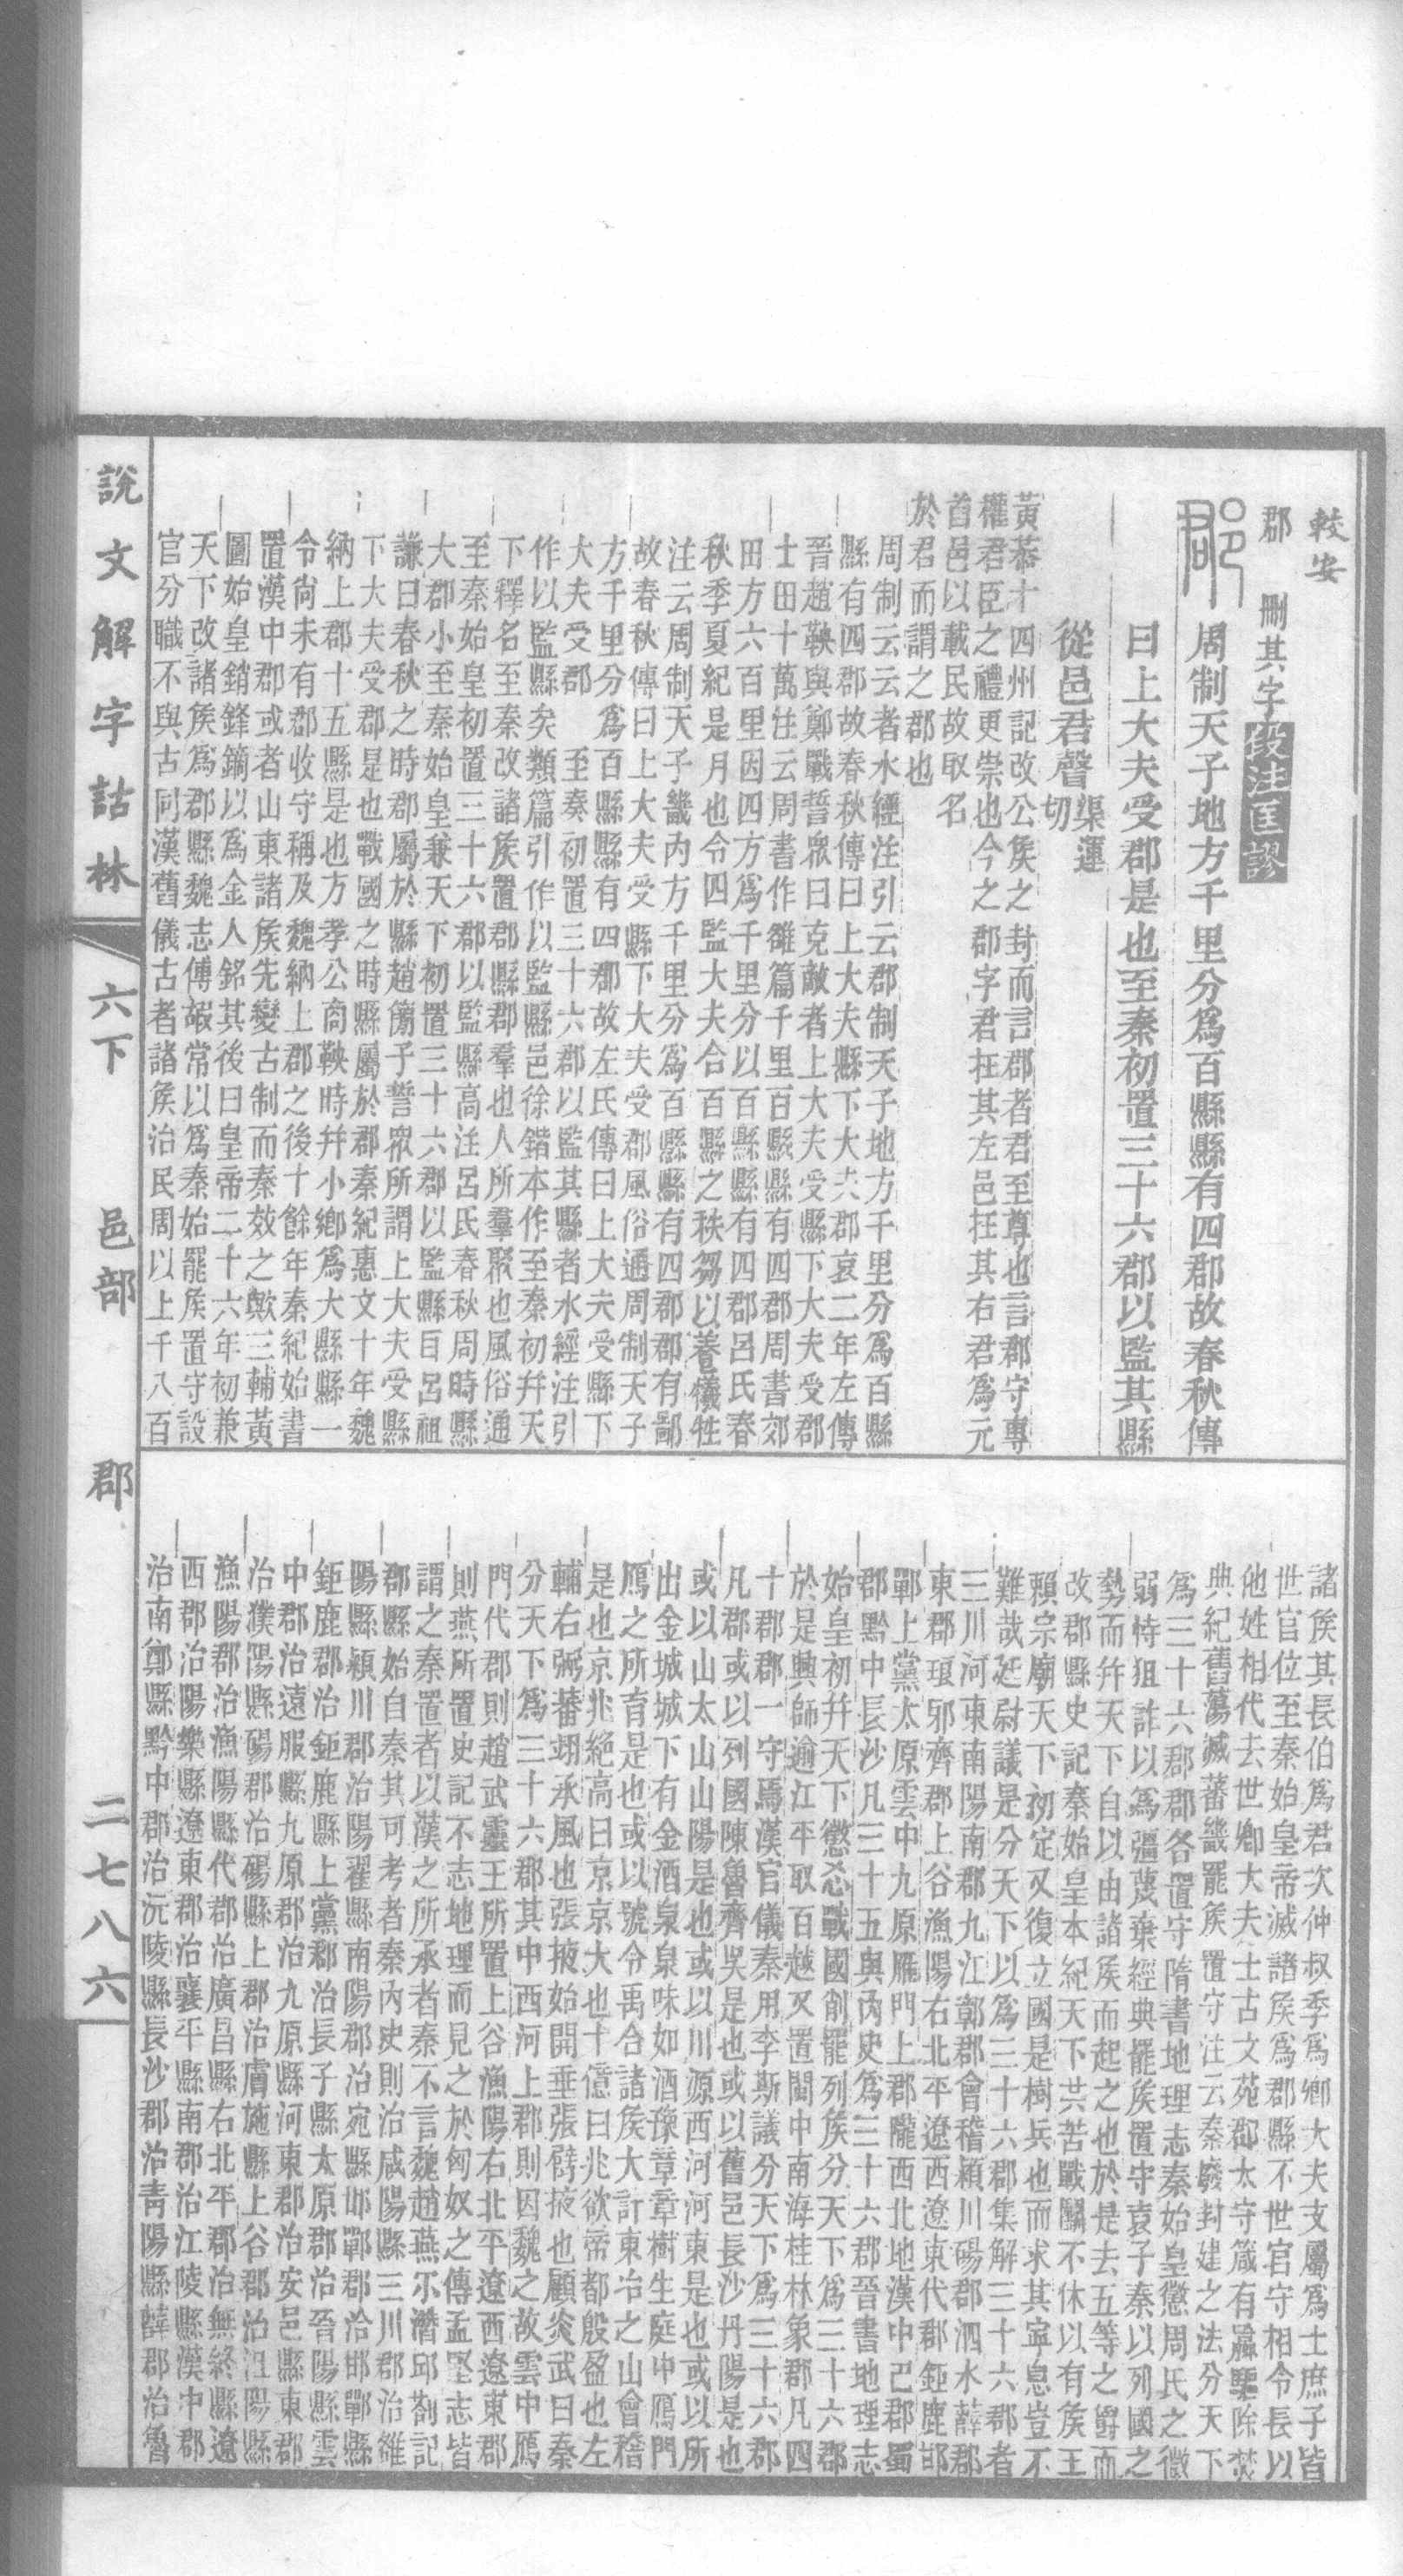 較安
郡　刪其字　段注匡謬
周制天子地方千里分爲百縣縣有四郡故春秋傳
曰上大夫受郡是也至秦初置三十六郡以監其縣
從邑君聲　渠運切
黃恭十四州記改公矦之封而言郡者君至尊也言郡守專
權君臣之禮更崇也今之郡字君在其左邑在其右君爲元
首邑以載民故取名
於君而謂之郡也
周制云云者水經注引云郡制天子地方千里分爲百縣
縣有四郡故春秋傳曰上大夫縣下大夫郡哀二年左傳
晉趙鞅與鄭戰誓眾曰克敵者上大夫受縣下大夫受郡
士田十萬注云周書作雒篇千里百縣縣有四郡周書郊
田方六百里因四方爲千里分以百縣縣有四郡呂氏春
秋季夏紀是月也令四監大夫合百縣之秩芻以養犧牲
注云周制天子畿內方千里分爲百縣縣有四郡郡有鄙
故春秋傳曰上大夫受縣下大夫受郡風俗通周制天子
方千里分爲百縣縣有四郡故左氏傳曰上大夫受縣下
大夫受郡　至秦初置三十六郡以監其縣者水經注引
作以監縣矣類篇引作以監縣邑徐鍇本作至秦初幷天
下釋名至秦改諸矦置郡縣郡羣也人所羣聚也風俗通
至秦始皇初置三十六郡以監縣高注呂氏春秋周時縣
大郡小至秦始皇兼天下初置三十六郡以監縣臣呂祖
謙曰春秋之時郡屬於縣趙簡子誓眾所謂上大夫受縣
下大夫受郡是也戰國之時縣屬於郡秦紀惠文十年魏
納上郡十五縣是也方孝公商鞅時幷小鄉爲大縣縣一
令尚未有郡收守稱及魏納上郡之後十餘年秦紀始書
置漢中郡或者山東諸矦先變古制而秦效之歟三輔黃
圖始皇銷鋒鏑以爲金人銘其後曰皇帝二十六年初兼
天下改諸矦爲郡縣魏志傅嘏常以爲秦始罷矦置守設
官分職不與古同漢舊儀古者諸矦治民周以上千八百
諸矦其長伯爲君次仲叔季爲卿大夫支屬爲士庶子皆
世官位至秦始皇帝滅諸矦爲郡縣不世官守相令長以
他姓相代去世卿大夫士古文苑郡太守箴有嬴驅除焚
典紀舊蕩滅蕃畿罷矦置守注云秦廢封建之法分天下
爲三十六郡郡各置守隋書地理志秦始皇懲周氏之微
弱恃狙詐以爲彊蔑棄經典罷矦置守袁子秦以列國之
勢而幷天下自以由諸矦而起之也於是去五等之爵而
改郡縣史記秦始皇本紀天下共苦戰鬭不休以有矦王
賴宗廟天下初定又復立國是樹兵也而求其寧息豈不
難哉廷尉議是分天下以爲三十六郡集解三十六郡者
三川河東南陽南郡九江鄣郡會稽潁川碭郡泗水薛郡
東郡琅邪齊郡上谷漁陽右北平遼西遼東代郡鉅鹿邯
鄲上黨太原雲中九原雁門上郡隴西北地漢中巴郡蜀
郡黔中長沙凡三十五與內史爲三十六郡晉書地理志
始皇初幷天下懲忿戰國削罷列矦分天下爲三十六郡
於是興師逾江平取百越又置閩中南海桂林象郡凡四
十郡郡一守焉漢官儀秦用李斯議分天下爲三十六郡
凡郡或以列國陳魯齊吳是也或以舊邑長沙丹陽是也
或以山太山山陽是也或以川源西河河東是也或以所
出金城城下有金酒泉泉味如酒豫章章樹生庭中鴈門
鴈之所育是也或以號令禹合諸矦大計東冶之山會稽
是也京兆絕高曰京京大也十億曰兆欲帝都殷盈也左
輔右弼蕃翊承風也張掖始開垂張臂掖也顧炎武曰秦
分天下爲三十六郡其中西河上郡則因魏之故雲中鴈
門代郡則趙武靈王所置上谷漁陽右北平遼西遼東郡
則燕所置史記不志地理而見之於匈奴之傳孟堅志皆
謂之秦置者以漢之所承者秦不言魏趙燕尒潛邱劄記
郡縣始自秦其可考者秦內史則治咸陽縣三川郡治雒
陽縣潁川郡治陽翟縣南陽郡治宛縣邯鄲郡治邯鄲縣
鉅鹿郡治鉅鹿縣上黨郡治長子縣太原郡治晉陽縣雲
中郡治遠服縣九原郡治九原縣河東郡治安邑縣東郡
治濮陽縣碭郡治碭縣上郡治膚施縣上谷郡治沮陽縣
漁陽郡治漁陽縣代郡治廣昌縣右北平郡治無終縣遼
西郡治陽樂縣遼東郡治襄平縣南郡治江陵縣漢中郡
治南鄭縣黔中郡治沅陵縣長沙郡治青陽縣薛郡治魯
說文解字詁林　六下　邑部　郡　二七八六